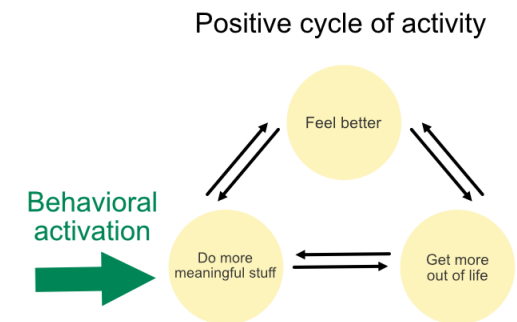 Positive cycle of activity
Feel better
Behavioral
activation
Do more
meaningful stuff
Get more
out of life